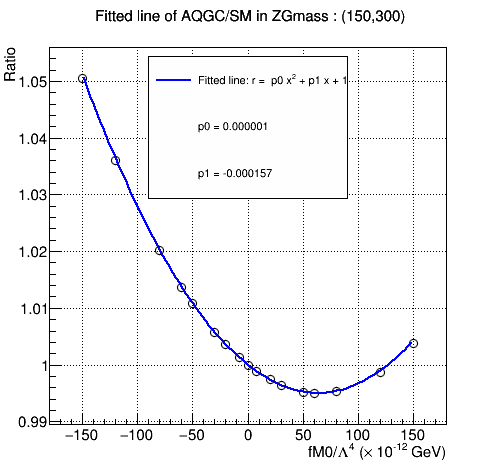 Fitted line of AQGC/SM in ZGmass : (150,300)
Ratio
Fitted line: r =  p0 x² + p1 x + 1
p0 = 0.000001
p1 = -0.000157
1.05
1.04
1.03
1.02
1.01
1
0.99
−150 −100 −50 0 50 100 150
fM0/Λ⁴ (× 10⁻¹² GeV)